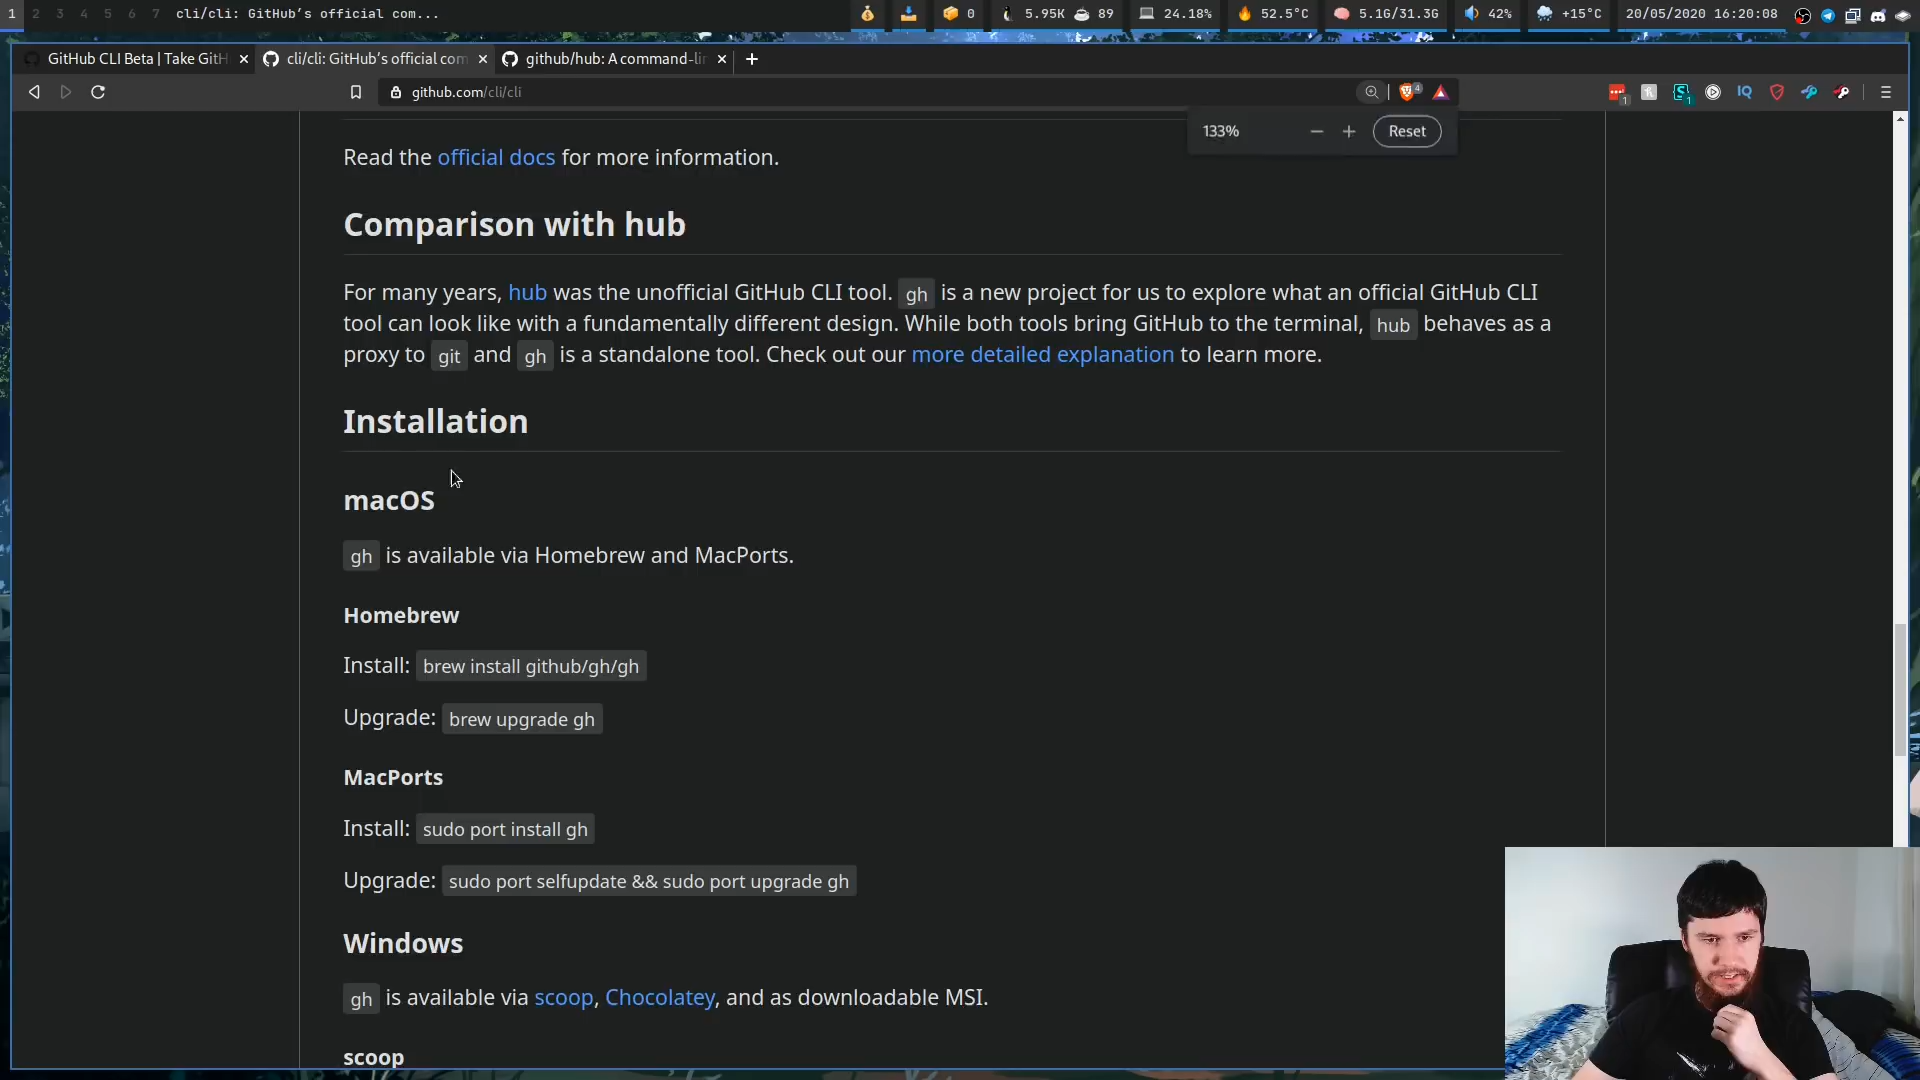 1 2 3 4 5 6 7 cli/cli: GitHub’s official com... 0 5.95K 89 24.18% 52.5°C 5.1G/31.3G 42% +15°C 20/05/2020 16:20:08
GitHub CLI Beta | Take GitH cli/cli: GitHub’s official com github/hub: A command-lin
github.com/cli/cli
133% Reset
Read the official docs for more information.
Comparison with hub
For many years, hub was the unofficial GitHub CLI tool. gh is a new project for us to explore what an official GitHub CLI
tool can look like with a fundamentally different design. While both tools bring GitHub to the terminal, hub behaves as a
proxy to git and gh is a standalone tool. Check out our more detailed explanation to learn more.
Installation
macOS
gh is available via Homebrew and MacPorts.
Homebrew
Install: brew install github/gh/gh
Upgrade: brew upgrade gh
MacPorts
Install: sudo port install gh
Upgrade: sudo port selfupdate && sudo port upgrade gh
Windows
gh is available via scoop, Chocolatey, and as downloadable MSI.
scoop